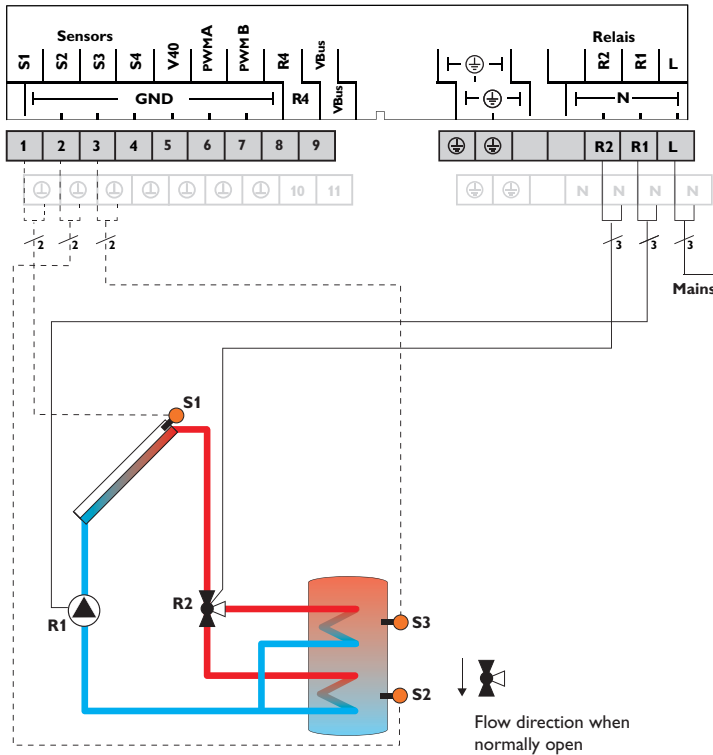 Sensors
Relais
S1 S2 S3 S4 V40 PWM A PWM B R4 VBus
R2 R1 L
GND R4 VBus
N
1 2 3 4 5 6 7 8 9
R2 R1 L
10 11
N N N N
2 2 2
3 3 3
Mains
S1
R2
R1
S3
S2
Flow direction when
normally open